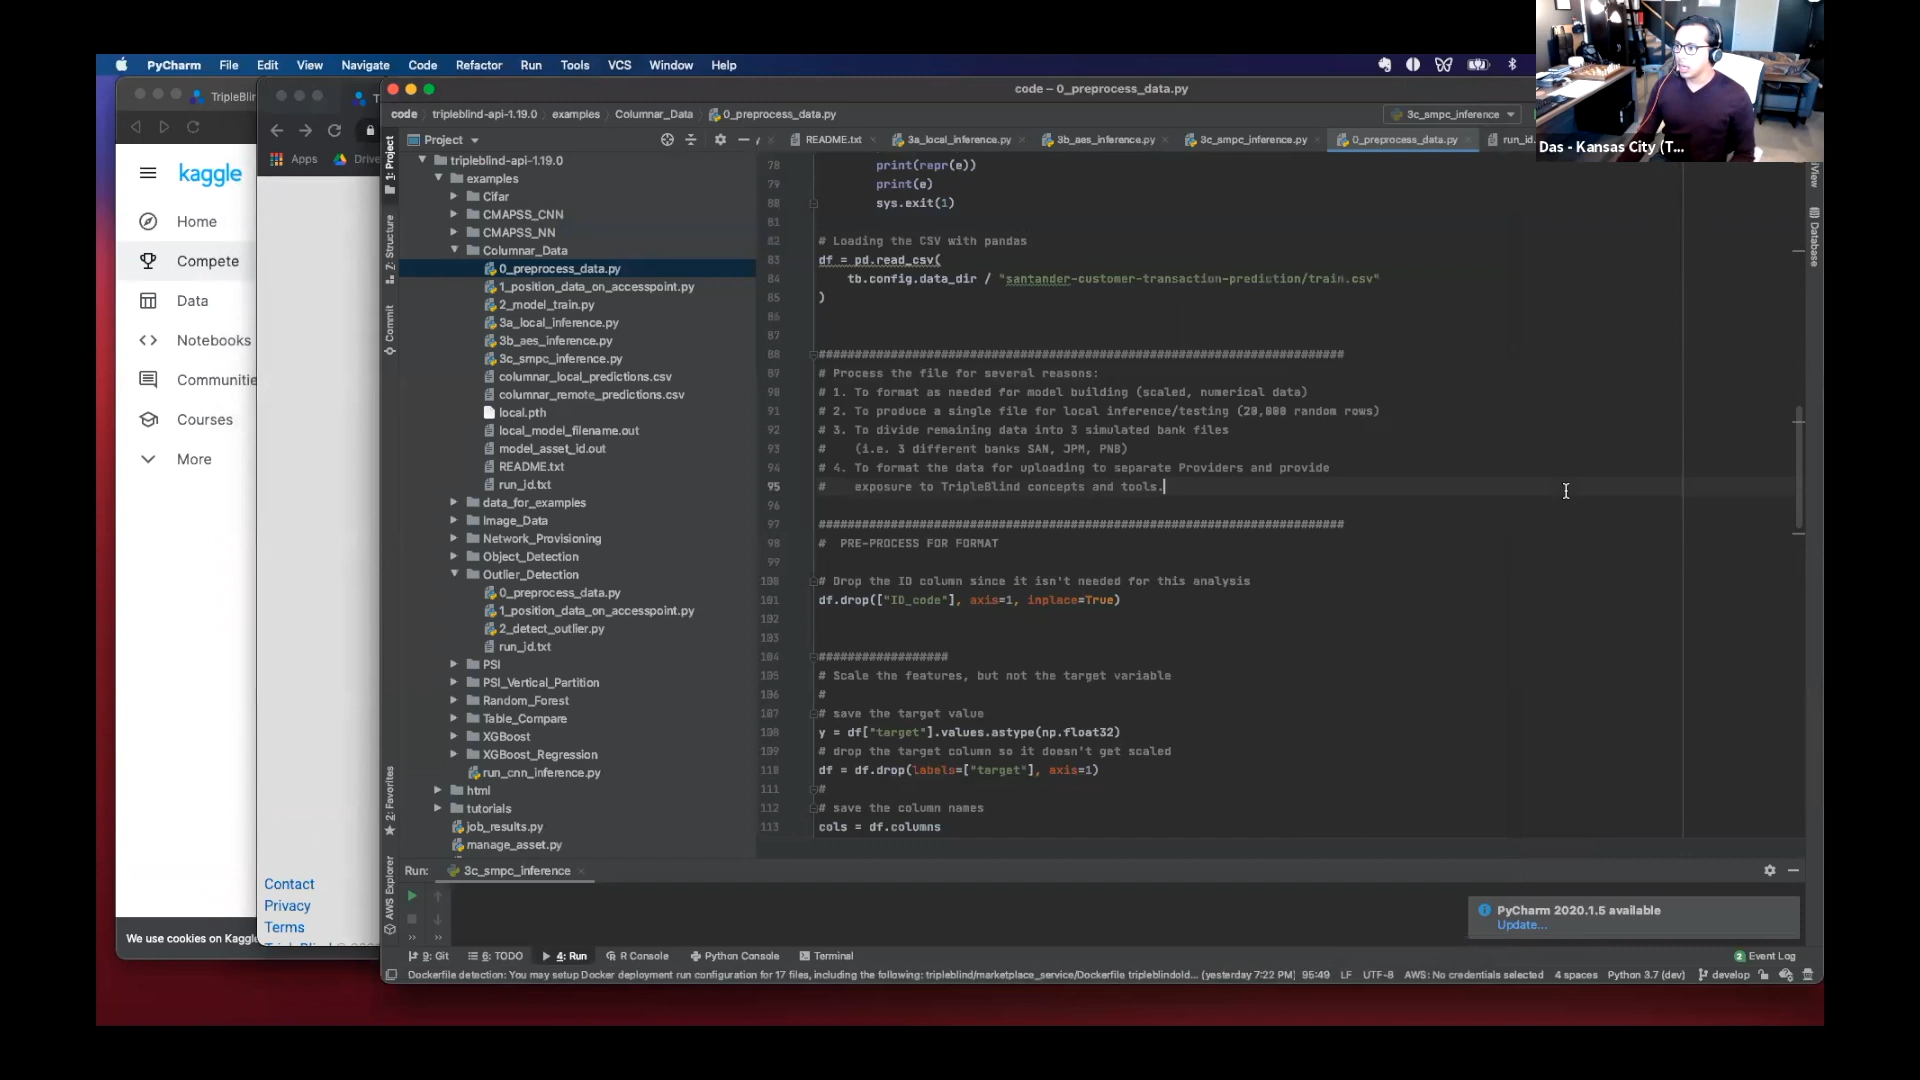 PyCharm File Edit View Navigate Code Refactor Run Tools VCS Window Help
code – 0_preprocess_data.py
code tripleblind-api-1.19.0 examples Columnar_Data 0_preprocess_data.py
3c_smpc_inference
Das - Kansas City (T...
TripleBlin
T
Apps Drive
kaggle
Home
Compete
Data
Notebooks
Communitie
Courses
More
Contact
Privacy
Terms
We use cookies on Kaggle
1: Project
Z: Structure
Commit
2: Favorites
AWS Explorer
Project
tripleblind-api-1.19.0
examples
Cifar
CMAPSS_CNN
CMAPSS_NN
Columnar_Data
0_preprocess_data.py
1_position_data_on_accesspoint.py
2_model_train.py
3a_local_inference.py
3b_aes_inference.py
3c_smpc_inference.py
columnar_local_predictions.csv
columnar_remote_predictions.csv
local.pth
local_model_filename.out
model_asset_id.out
README.txt
run_id.txt
data_for_examples
Image_Data
Network_Provisioning
Object_Detection
Outlier_Detection
0_preprocess_data.py
1_position_data_on_accesspoint.py
2_detect_outlier.py
run_id.txt
PSI
PSI_Vertical_Partition
Random_Forest
Table_Compare
XGBoost
XGBoost_Regression
run_cnn_inference.py
html
tutorials
job_results.py
manage_asset.py
README.txt 3a_local_inference.py 3b_aes_inference.py 3c_smpc_inference.py 0_preprocess_data.py run_id.
78 print(repr(e))
79 print(e)
80 sys.exit(1)
81
82 # Loading the CSV with pandas
83 df = pd.read_csv(
84 tb.config.data_dir / "santander-customer-transaction-prediction/train.csv"
85 )
86
87
88 #########################################################################
89 # Process the file for several reasons:
90 # 1. To format as needed for model building (scaled, numerical data)
91 # 2. To produce a single file for local inference/testing (20,000 random rows)
92 # 3. To divide remaining data into 3 simulated bank files
93 # (i.e. 3 different banks SAN, JPM, PNB)
94 # 4. To format the data for uploading to separate Providers and provide
95 # exposure to TripleBlind concepts and tools.
96
97 #########################################################################
98 # PRE-PROCESS FOR FORMAT
99
100 # Drop the ID column since it isn't needed for this analysis
101 df.drop(["ID_code"], axis=1, inplace=True)
102
103
104 ##################
105 # Scale the features, but not the target variable
106 #
107 # save the target value
108 y = df["target"].values.astype(np.float32)
109 # drop the target column so it doesn't get scaled
110 df = df.drop(labels=["target"], axis=1)
111 #
112 # save the column names
113 cols = df.columns
Database
Run: 3c_smpc_inference
PyCharm 2020.1.5 available
Update...
9: Git 6: TODO 4: Run R Console Python Console Terminal
2 Event Log
Dockerfile detection: You may setup Docker deployment run configuration for 17 files, including the following: tripleblind/marketplace_service/Dockerfile tripleblindold... (yesterday 7:22 PM) 95:49 LF UTF-8 AWS: No credentials selected 4 spaces Python 3.7 (dev) develop